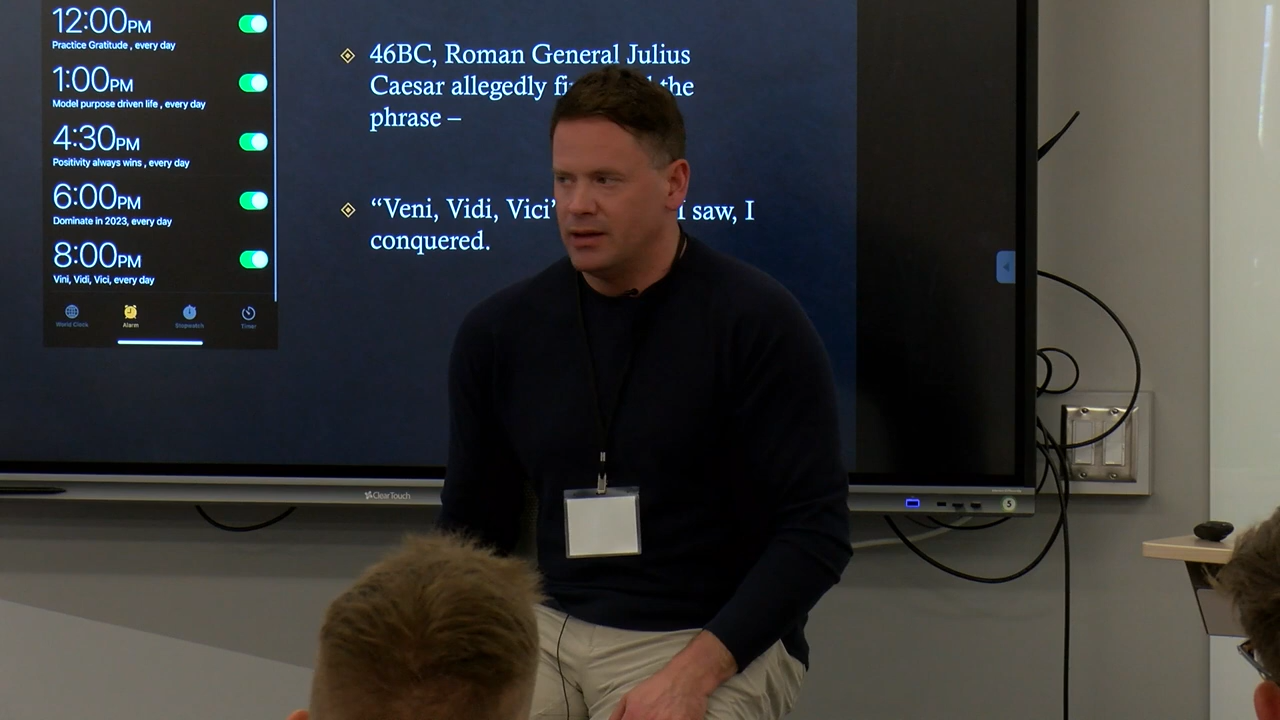 12:00PM
Practice Gratitude , every day
1:00PM
Model purpose driven life , every day
4:30PM
Positivity always wins , every day
6:00PM
Dominate in 2023, every day
8:00PM
Vini, Vidi, Vici, every day
World Clock
Alarm
Stopwatch
Timer
46BC, Roman General Julius
Caesar allegedly the
phrase –
“Veni, Vidi, Vici” I saw, I
conquered.
ClearTouch